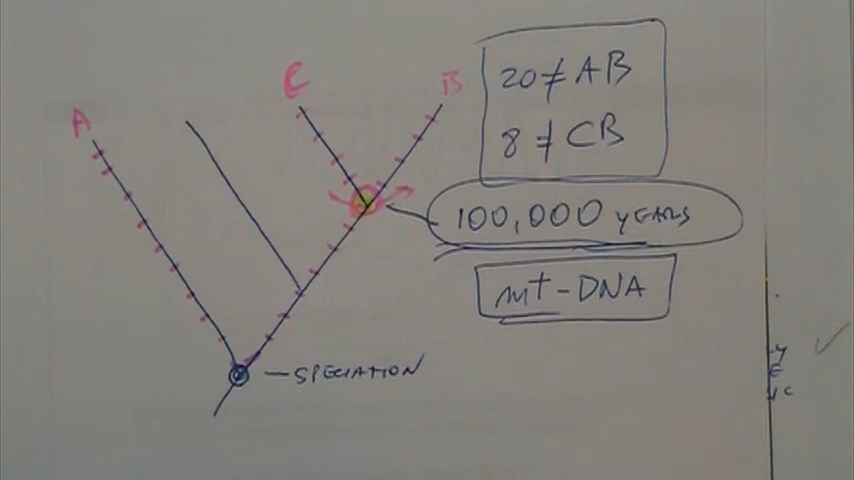 A
C
B
20 ≠ AB
8 ≠ CB
100,000 YEARS
mt-DNA
SPECIATION